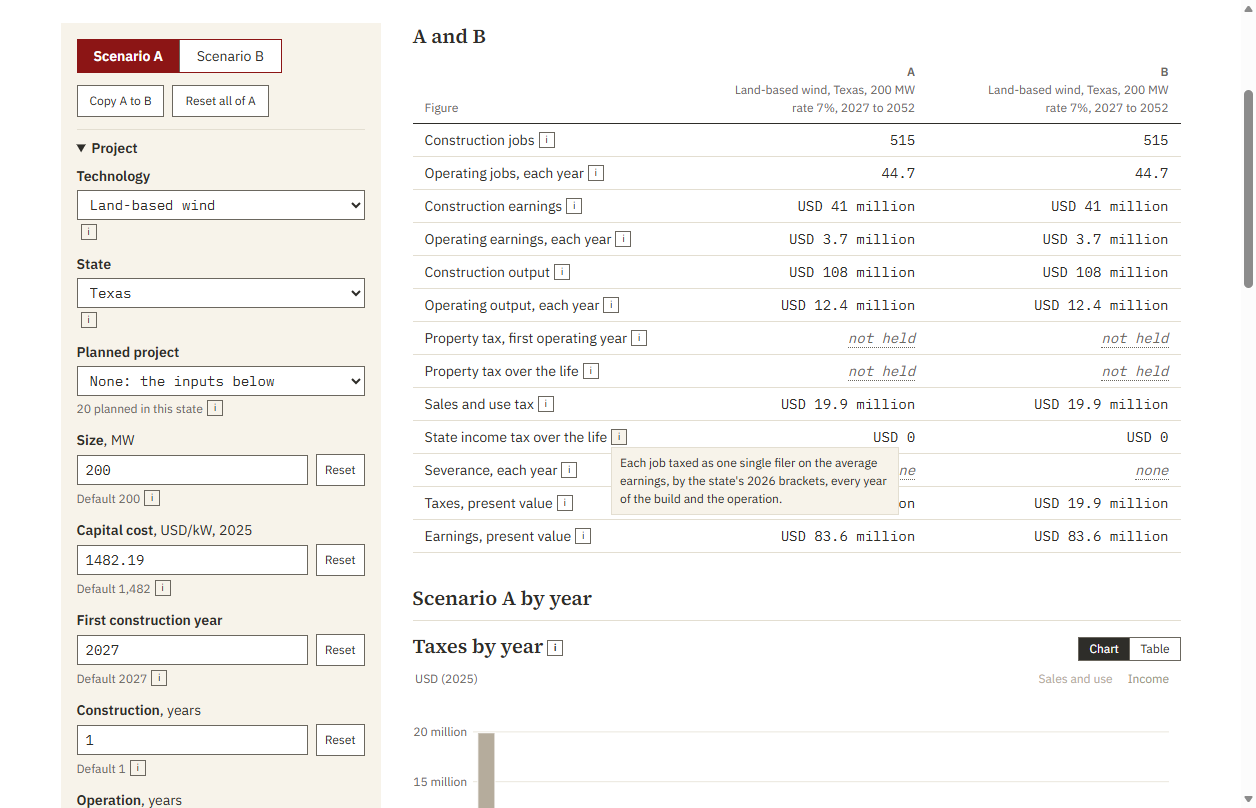 Scenario A
Scenario B
Copy A to B
Reset all of A
▼ Project
Technology
Land-based wind
i
State
Texas
i
Planned project
None: the inputs below
20 planned in this state i
Size, MW
200
Reset
Default 200 i
Capital cost, USD/kW, 2025
1482.19
Reset
Default 1,482 i
First construction year
2027
Reset
Default 2027 i
Construction, years
1
Reset
Default 1 i
Operation, years
A and B
A
B
Land-based wind, Texas, 200 MW
Land-based wind, Texas, 200 MW
Figure
rate 7%, 2027 to 2052
rate 7%, 2027 to 2052
Construction jobs i 515 515
Operating jobs, each year i 44.7 44.7
Construction earnings i USD 41 million USD 41 million
Operating earnings, each year i USD 3.7 million USD 3.7 million
Construction output i USD 108 million USD 108 million
Operating output, each year i USD 12.4 million USD 12.4 million
Property tax, first operating year i not held not held
Property tax over the life i not held not held
Sales and use tax i USD 19.9 million USD 19.9 million
State income tax over the life i USD 0 USD 0
Each job taxed as one single filer on the average
earnings, by the state's 2026 brackets, every year
of the build and the operation.
Severance, each year i ne none
Taxes, present value i on USD 19.9 million
Earnings, present value i USD 83.6 million USD 83.6 million
Scenario A by year
Taxes by year i
Chart
Table
USD (2025)
Sales and use
Income
20 million
15 million